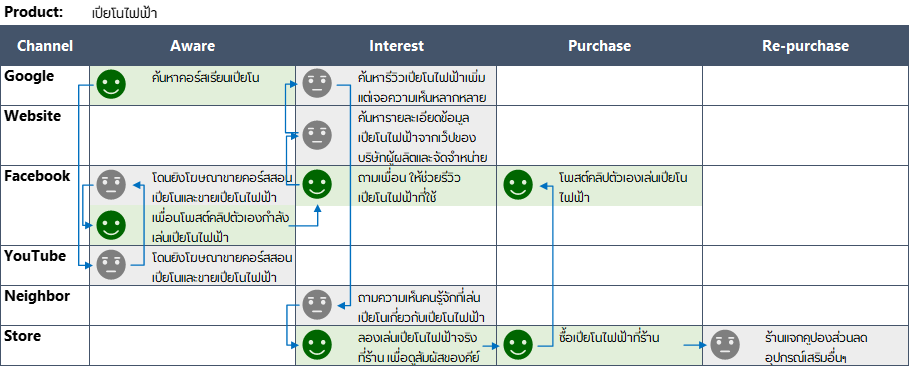 Product: เปียโนไฟฟ้า
Channel Aware Interest Purchase Re-purchase
Google
ค้นหาคอร์สเรียนเปียโน
ค้นหารีวิวเปียโนไฟฟ้าเพิ่ม
แต่เจอความเห็นหลากหลาย
Website
ค้นหารายละเอียดข้อมูล
เปียโนไฟฟ้าจากเว็ปของ
บริษัทผู้ผลิตและจัดจำหน่าย
Facebook
โดนยิงโฆษณาขายคอร์สสอน
เปียโนและขายเปียโนไฟฟ้า
เพื่อนโพสต์คลิปตัวเองกำลัง
เล่นเปียโนไฟฟ้า
ถามเพื่อน ให้ช่วยรีวิว
เปียโนไฟฟ้าที่ใช้
โพสต์คลิปตัวเองเล่นเปียโน
ไฟฟ้า
YouTube
โดนยิงโฆษณาขายคอร์สสอน
เปียโนและขายเปียโนไฟฟ้า
Neighbor
ถามความเห็นคนรู้จักที่เล่น
เปียโนเกี่ยวกับเปียโนไฟฟ้า
Store
ลองเล่นเปียโนไฟฟ้าจริง
ที่ร้าน เพื่อดูสัมผัสของคีย์
ซื้อเปียโนไฟฟ้าที่ร้าน
ร้านแจกคูปองส่วนลด
อุปกรณ์เสริมอื่นๆ